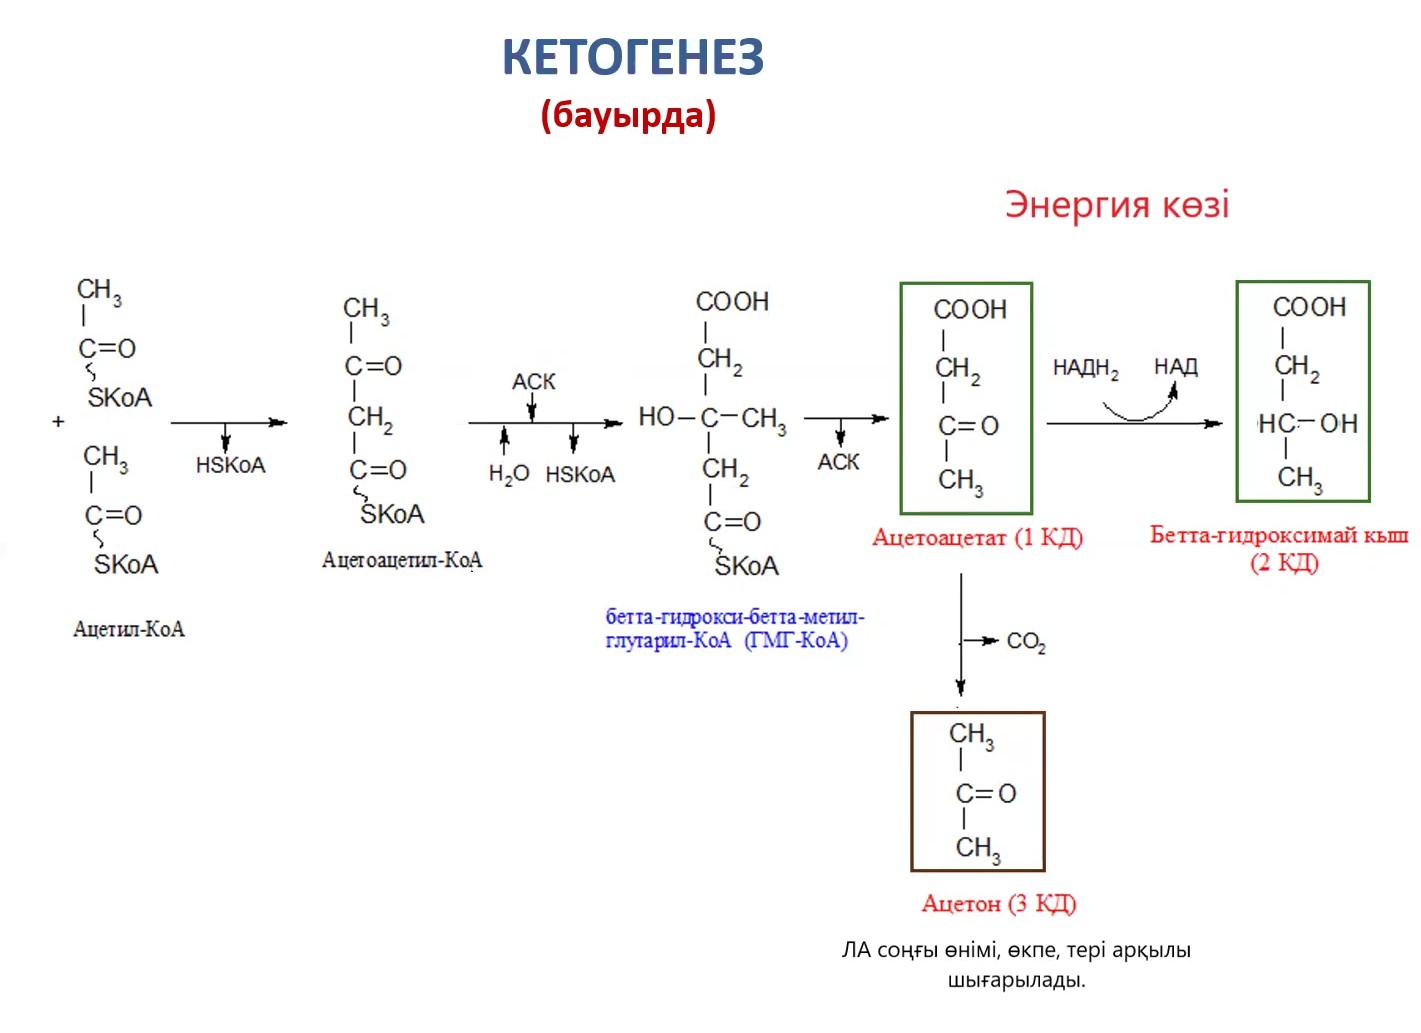 КЕТОГЕНЕЗ
(бауырда)
Энергия көзі
CH3
C=O
SKoA
+
CH3
C=O
SKoA
Ацетил-КоА
HSKoA
CH3
C=O
CH2
C=O
SKoA
Ацетоацетил-КоА
АСК
H2O
HSKoA
COOH
CH2
HO–C–CH3
CH2
C=O
SKoA
бетта-гидрокси-бетта-метил-
глутарил-КоА (ГМГ-КоА)
АСК
COOH
CH2
C=O
CH3
Ацетоацетат (1 КД)
НАДН2
НАД
COOH
CH2
HC–OH
CH3
Бетта-гидроксимай кыш
(2 КД)
CO2
CH3
C=O
CH3
Ацетон (3 КД)
ЛА соңғы өнімі, өкпе, тері арқылы
шығарылады.